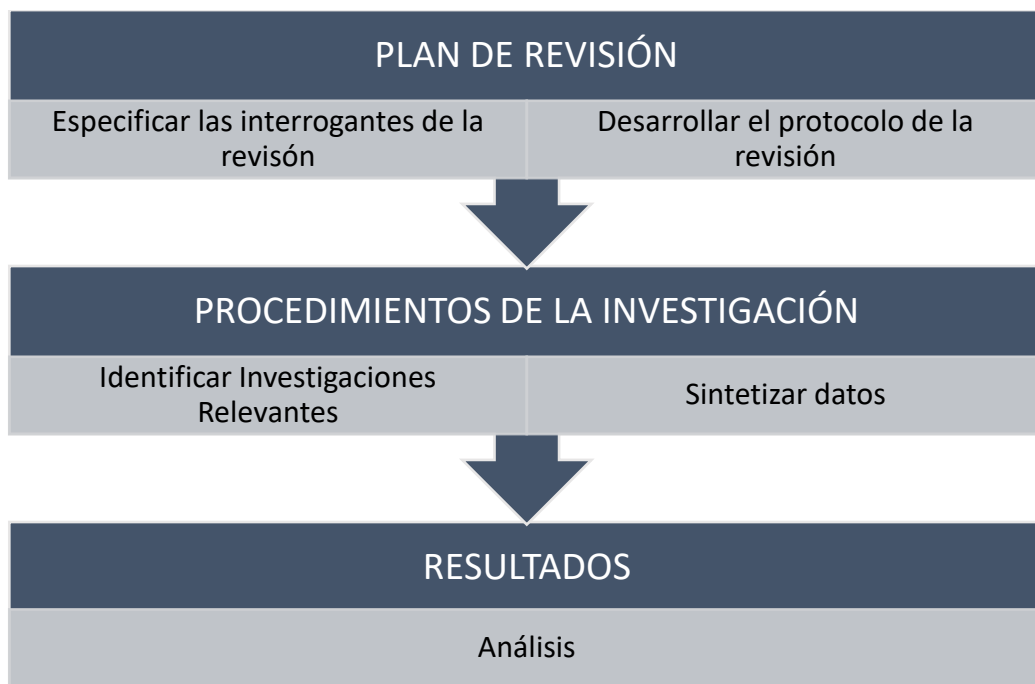 PLAN DE REVISIÓN
Especificar las interrogantes de la
revisón
Desarrollar el protocolo de la
revisión
PROCEDIMIENTOS DE LA INVESTIGACIÓN
Identificar Investigaciones
Relevantes
Sintetizar datos
RESULTADOS
Análisis